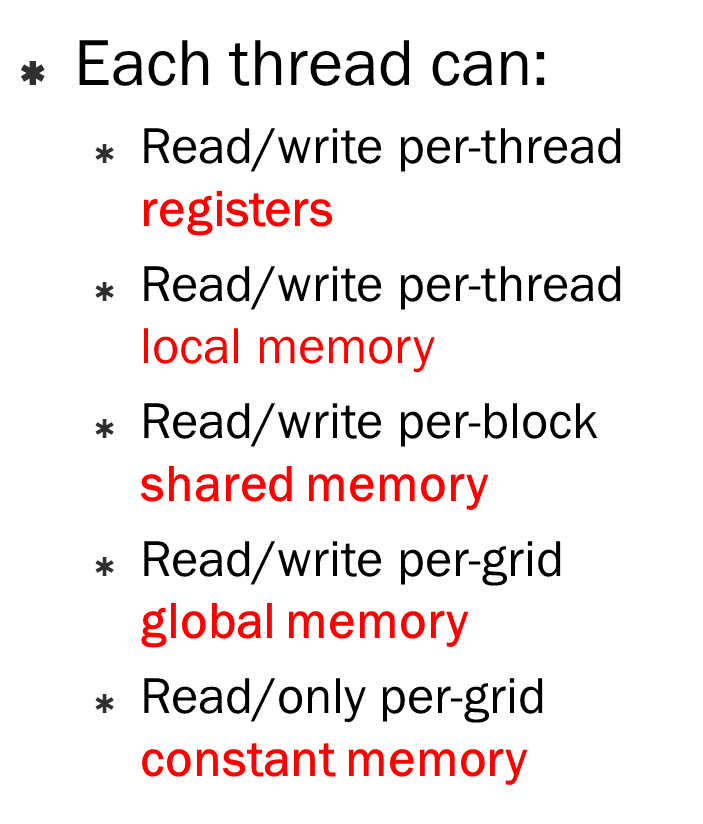 * Each thread can:
* Read/write per-thread
registers
* Read/write per-thread
local memory
* Read/write per-block
shared memory
* Read/write per-grid
global memory
* Read/only per-grid
constant memory